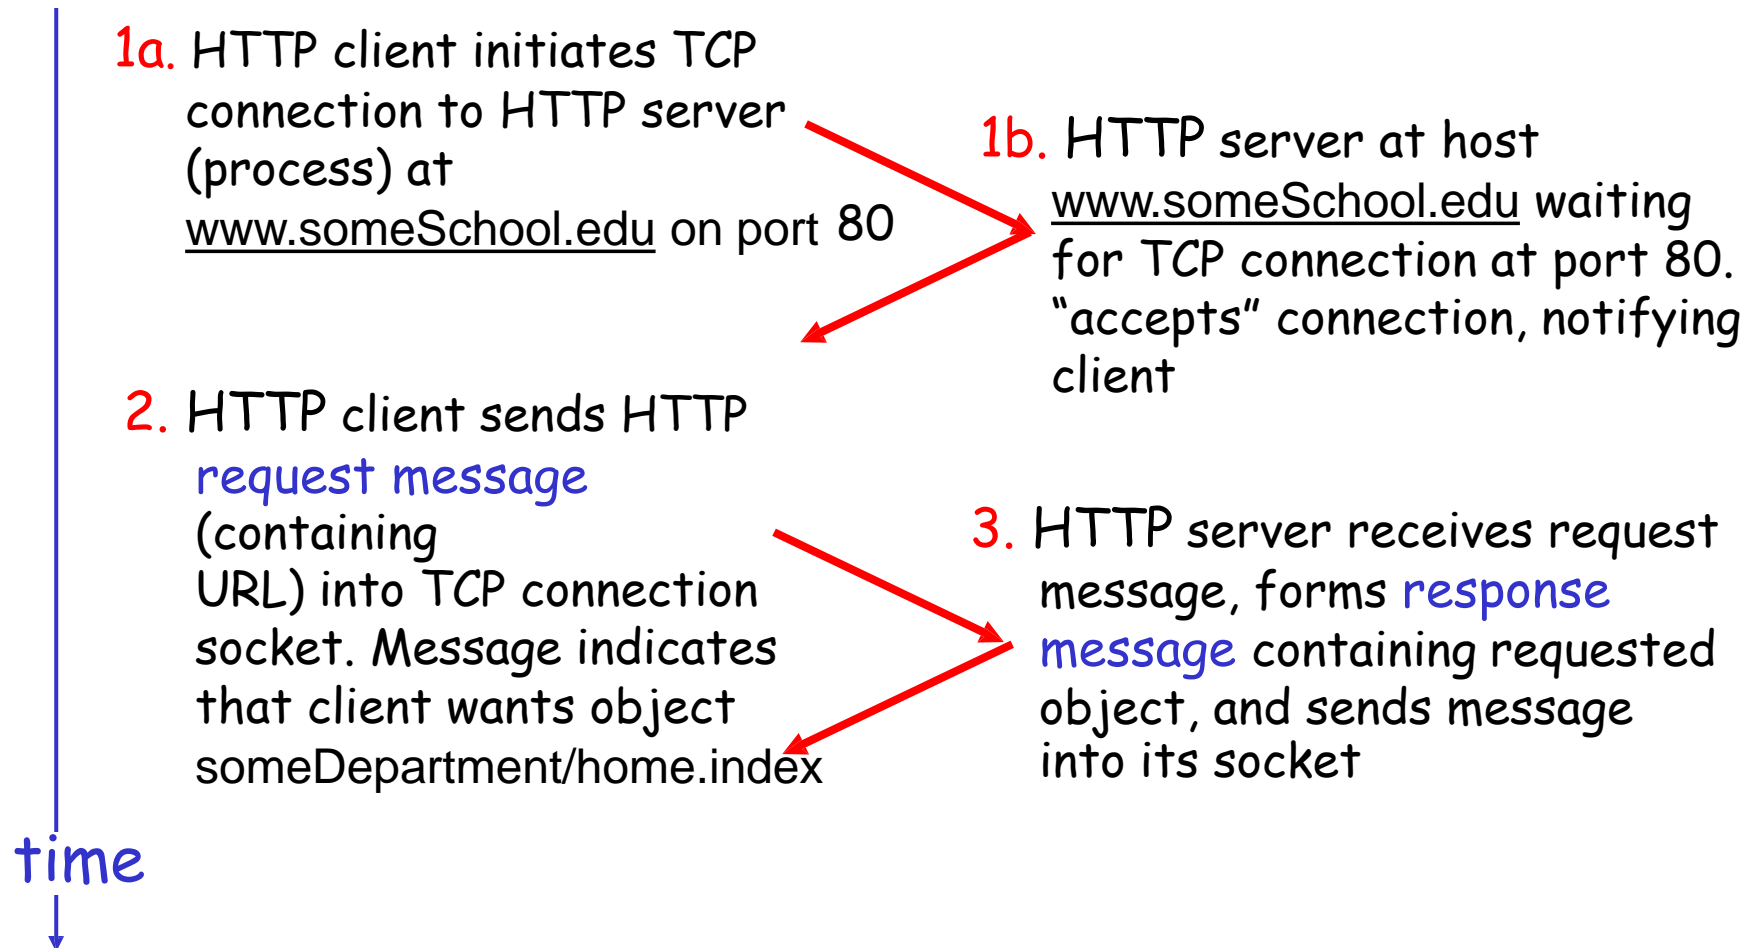 1a. HTTP client initiates TCP
connection to HTTP server
(process) at
www.someSchool.edu on port 80
1b. HTTP server at host
www.someSchool.edu waiting
for TCP connection at port 80.
“accepts” connection, notifying
client
2. HTTP client sends HTTP
request message
(containing
URL) into TCP connection
socket. Message indicates
that client wants object
someDepartment/home.index
3. HTTP server receives request
message, forms response
message containing requested
object, and sends message
into its socket
time